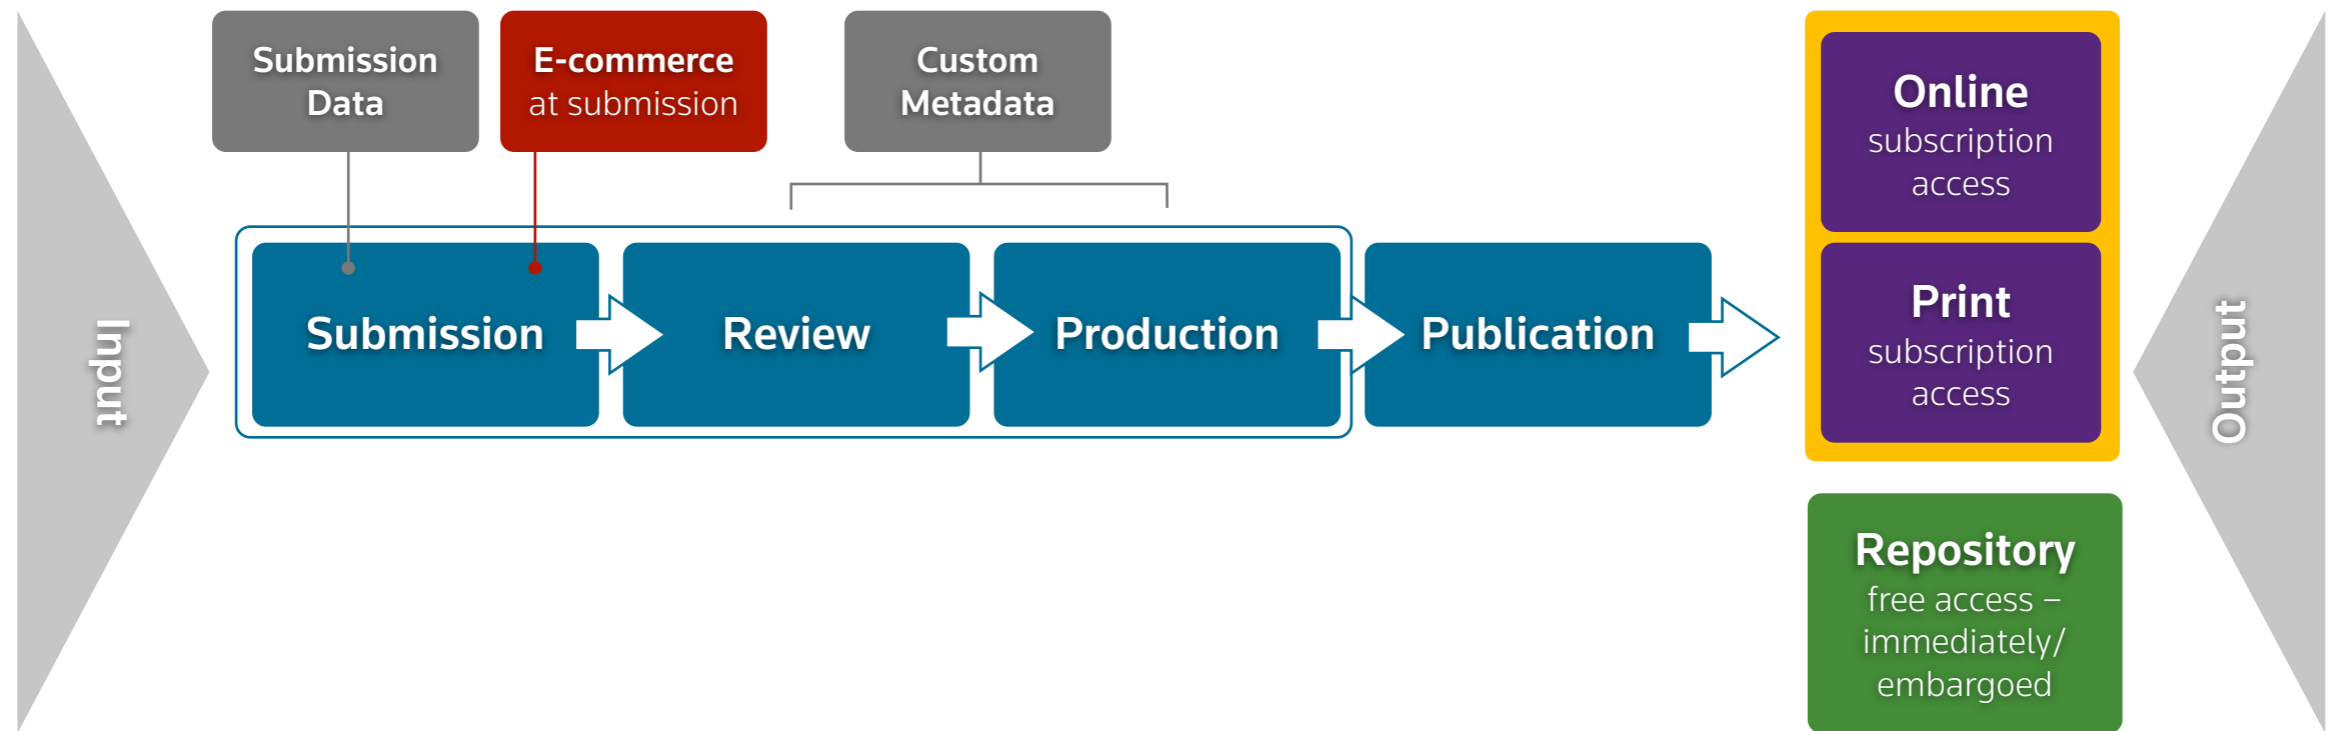 Submission
Data
E-commerce
at submission
Custom
Metadata
Input
Submission
Review
Production
Publication
Online
subscription
access
Print
subscription
access
Repository
free access –
immediately/
embargoed
Output